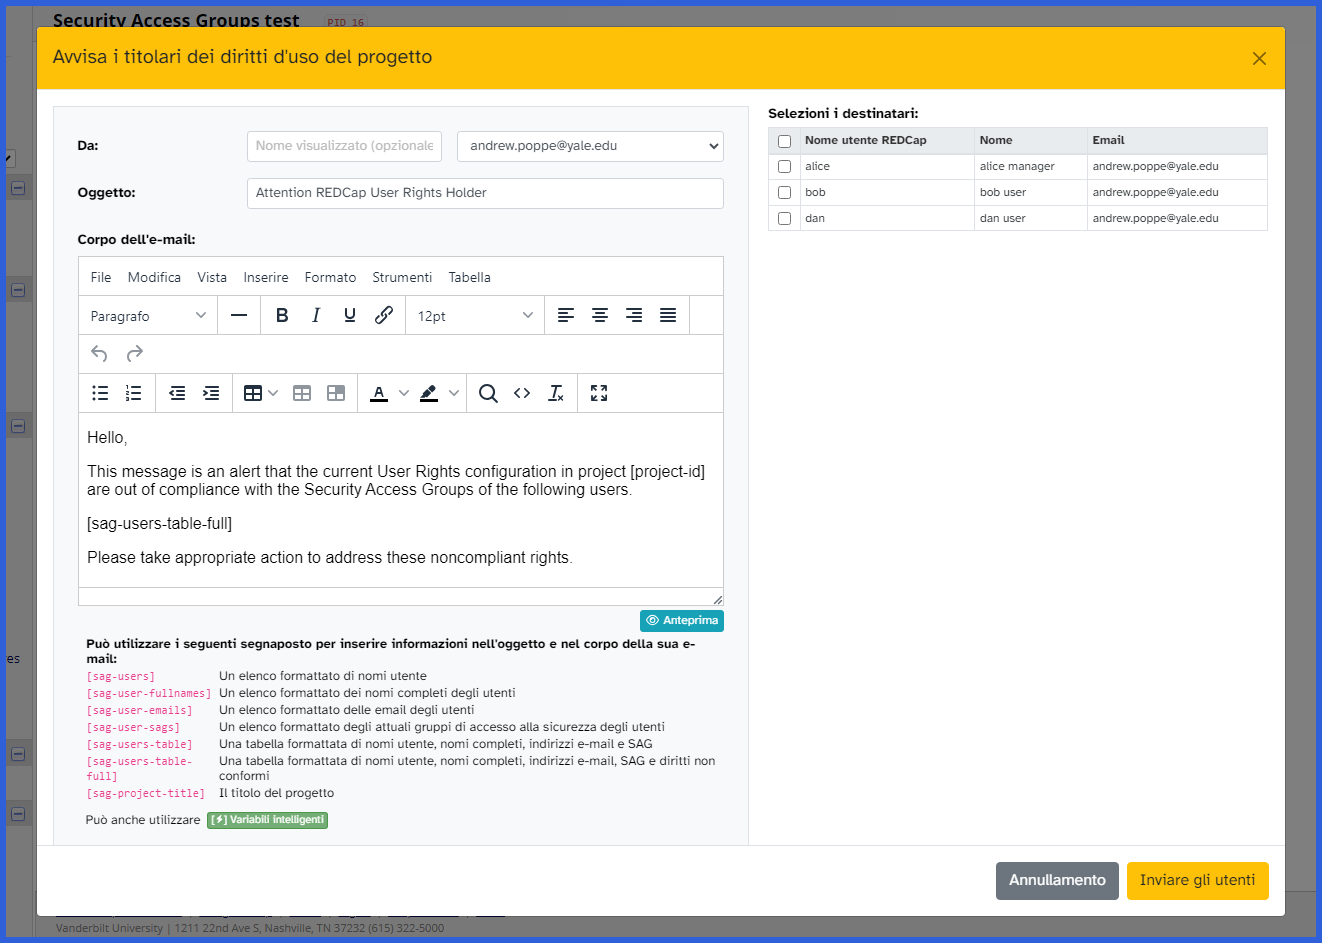 Security Access Groups test PID 16
Avvisa i titolari dei diritti d'uso del progetto
Da: Nome visualizzato (opzionale andrew.poppe@yale.edu
Oggetto: Attention REDCap User Rights Holder
Corpo dell'e-mail:
File Modifica Vista Inserire Formato Strumenti Tabella
Paragrafo B I U 12pt
Hello,
This message is an alert that the current User Rights configuration in project [project-id]
are out of compliance with the Security Access Groups of the following users.
[sag-users-table-full]
Please take appropriate action to address these noncompliant rights.
Anteprima
Può utilizzare i seguenti segnaposto per inserire informazioni nell'oggetto e nel corpo della sua e-
mail:
[sag-users] Un elenco formattato di nomi utente
[sag-user-fullnames] Un elenco formattato dei nomi completi degli utenti
[sag-user-emails] Un elenco formattato delle email degli utenti
[sag-user-sags] Un elenco formattato degli attuali gruppi di accesso alla sicurezza degli utenti
[sag-users-table] Una tabella formattata di nomi utente, nomi completi, indirizzi e-mail e SAG
[sag-users-table- Una tabella formattata di nomi utente, nomi completi, indirizzi e-mail, SAG e diritti non
full] conformi
[sag-project-title] Il titolo del progetto
Può anche utilizzare [⚡] Variabili intelligenti
Selezioni i destinatari:
Nome utente REDCap Nome Email
alice alice manager andrew.poppe@yale.edu
bob bob user andrew.poppe@yale.edu
dan dan user andrew.poppe@yale.edu
Annullamento Inviare gli utenti
Vanderbilt University | 1211 22nd Ave S, Nashville, TN 37232 (615) 322-5000